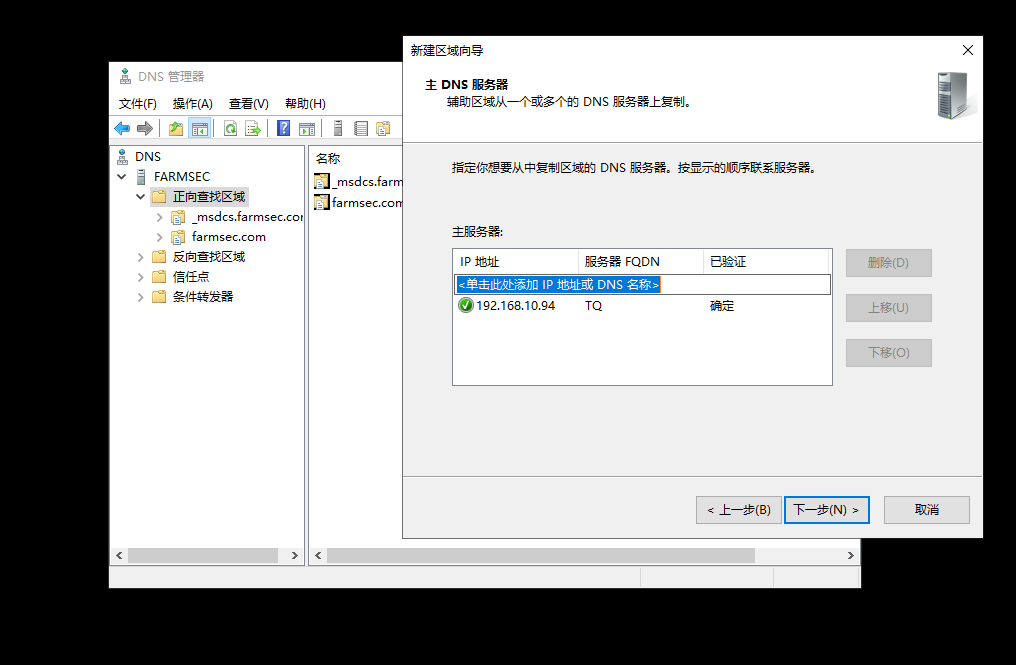 新建区域向导
主 DNS 服务器
辅助区域从一个或多个的 DNS 服务器上复制。
指定你想要从中复制区域的 DNS 服务器。按显示的顺序联系服务器。
主服务器:
IP 地址 服务器 FQDN 已验证
<单击此处添加 IP 地址或 DNS 名称>
192.168.10.94 TQ 确定
删除(D)
上移(U)
下移(O)
< 上一步(B) 下一步(N) > 取消
DNS 管理器
文件(F) 操作(A) 查看(V) 帮助(H)
DNS
FARMSEC
正向查找区域
_msdcs.farmsec.cor
farmsec.com
反向查找区域
信任点
条件转发器
名称
_msdcs.farm
farmsec.com